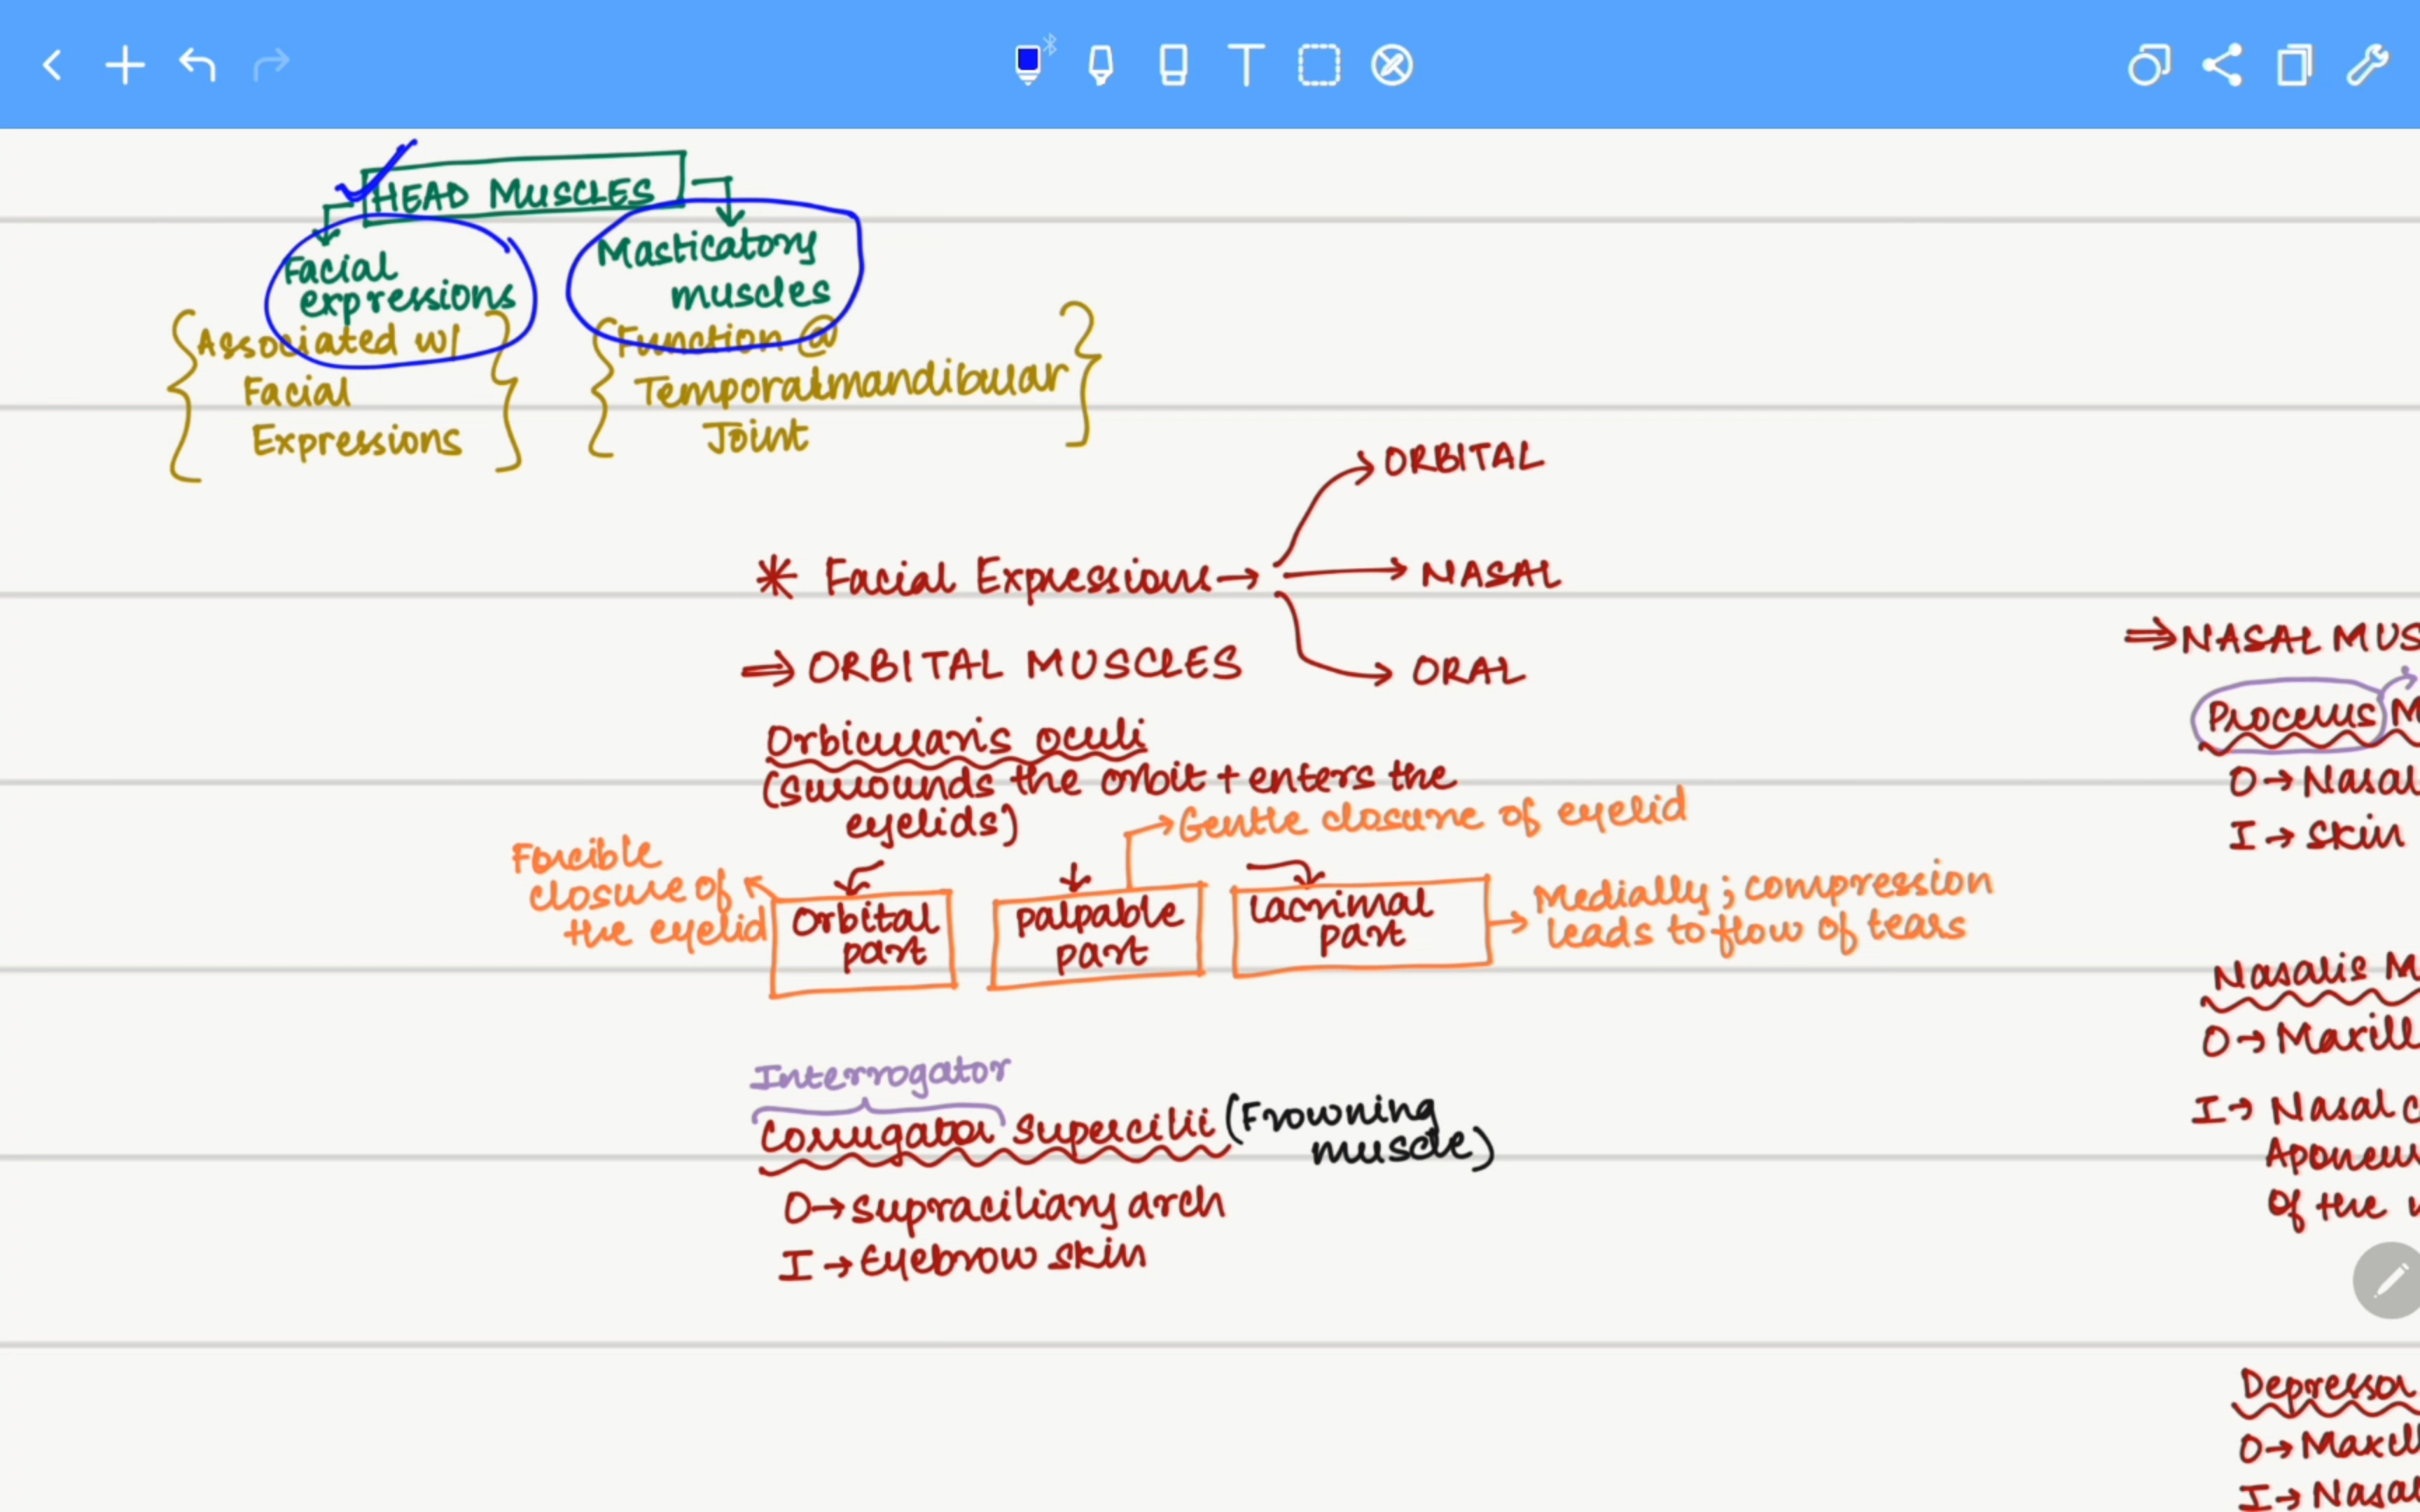 HEAD MUSCLES
Facial
expressions
Masticatory
muscles
Associated w/
Facial
Expressions
Function @
Temporalmandibular
Joint
* Facial Expressions →
ORBITAL
NASAL
ORAL
⇒ ORBITAL MUSCLES
Orbicularis oculi
(surrounds the orbit + enters the
eyelids)
Forcible
closure of
the eyelid
Orbital
part
Gentle closure of eyelid
palpable
part
lacrimal
part
Medially; compression
leads to flow of tears
Interrogator
Corrugator Supercilii (Frowning
muscle)
O → supraciliary arch
I → Eyebrow skin
⇒ NASAL MUS
Procerus M
O → Nasal
I → skin
Nasalis M
O → Maxill
I → Nasal c
Aponeu
Of the
Depressor
O → Maxill
I → Nasal